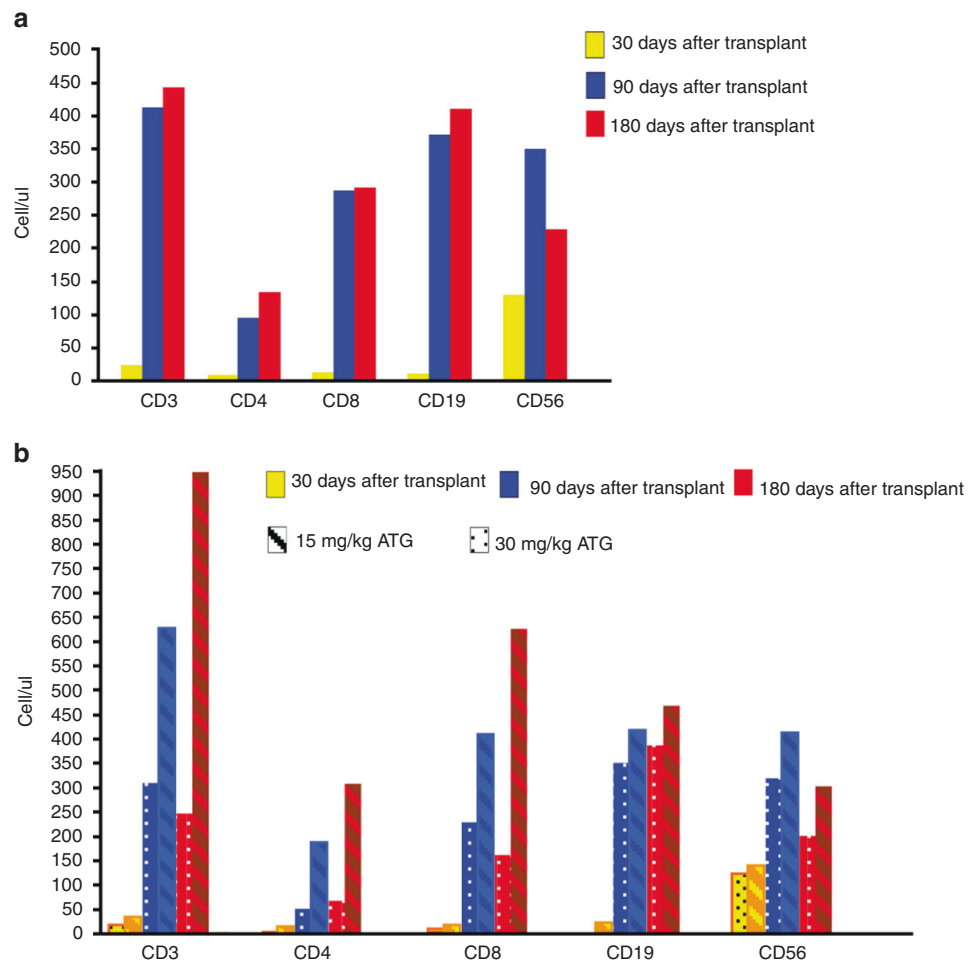 a
500
450
400
350
300
250
200
150
100
50
0
Cell/ul
CD3 CD4 CD8 CD19 CD56
30 days after transplant
90 days after transplant
180 days after transplant
b
950
900
850
800
750
700
650
600
550
500
450
400
350
300
250
200
150
100
50
0
Cell/ul
CD3 CD4 CD8 CD19 CD56
30 days after transplant 90 days after transplant 180 days after transplant
15 mg/kg ATG 30 mg/kg ATG